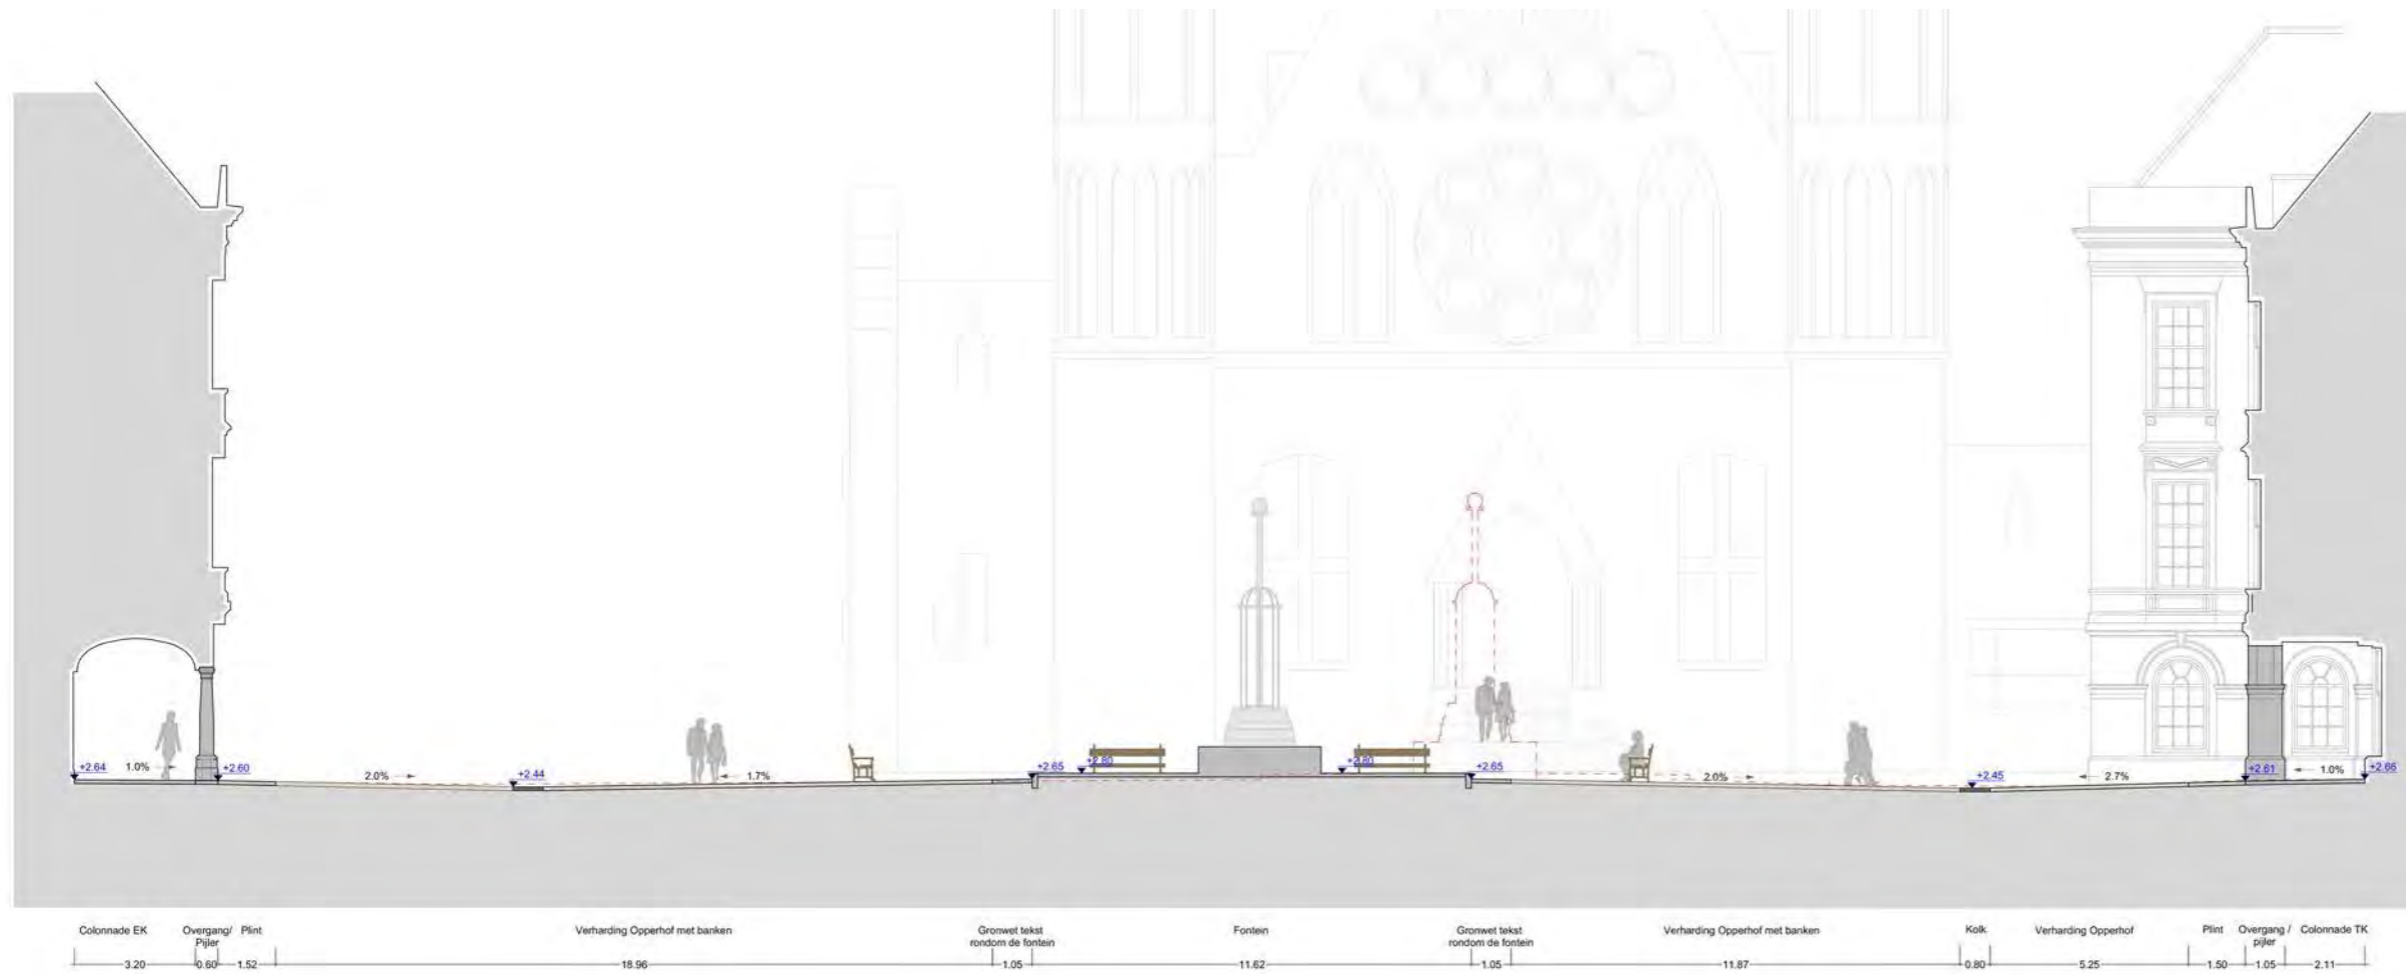 +2.64
1.0%
+2.60
2.0%
+2.44
1.7%
+2.65
+2.80
+2.80
+2.65
2.0%
+2.45
2.7%
+2.61
1.0%
+2.66
Colonnade EK
Overgang/
Pijler
Plint
Verharding Opperhof met banken
Gronwet tekst
rondom de fontein
Fontein
Gronwet tekst
rondom de fontein
Verharding Opperhof met banken
Kolk
Verharding Opperhof
Plint
Overgang /
pijler
Colonnade TK
3.20
0.60
1.52
18.96
1.05
11.62
1.05
11.87
0.80
5.25
1.50
1.05
2.11